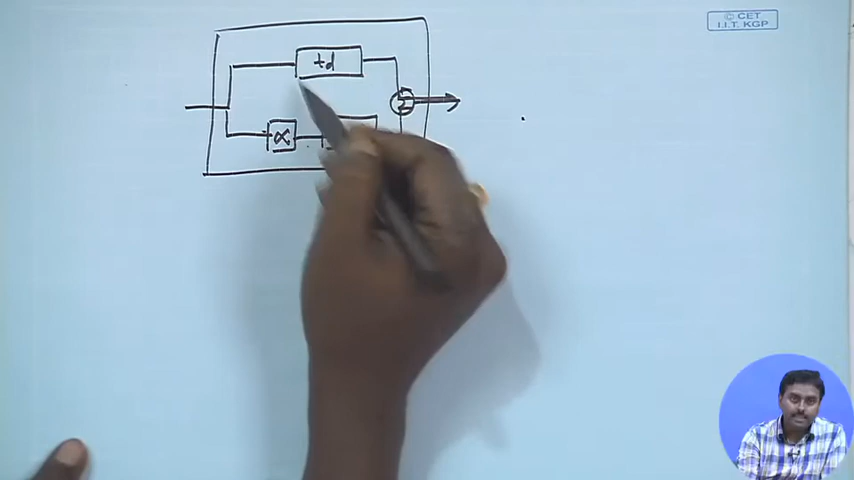 © CET
I.I.T. KGP
td
Σ
α